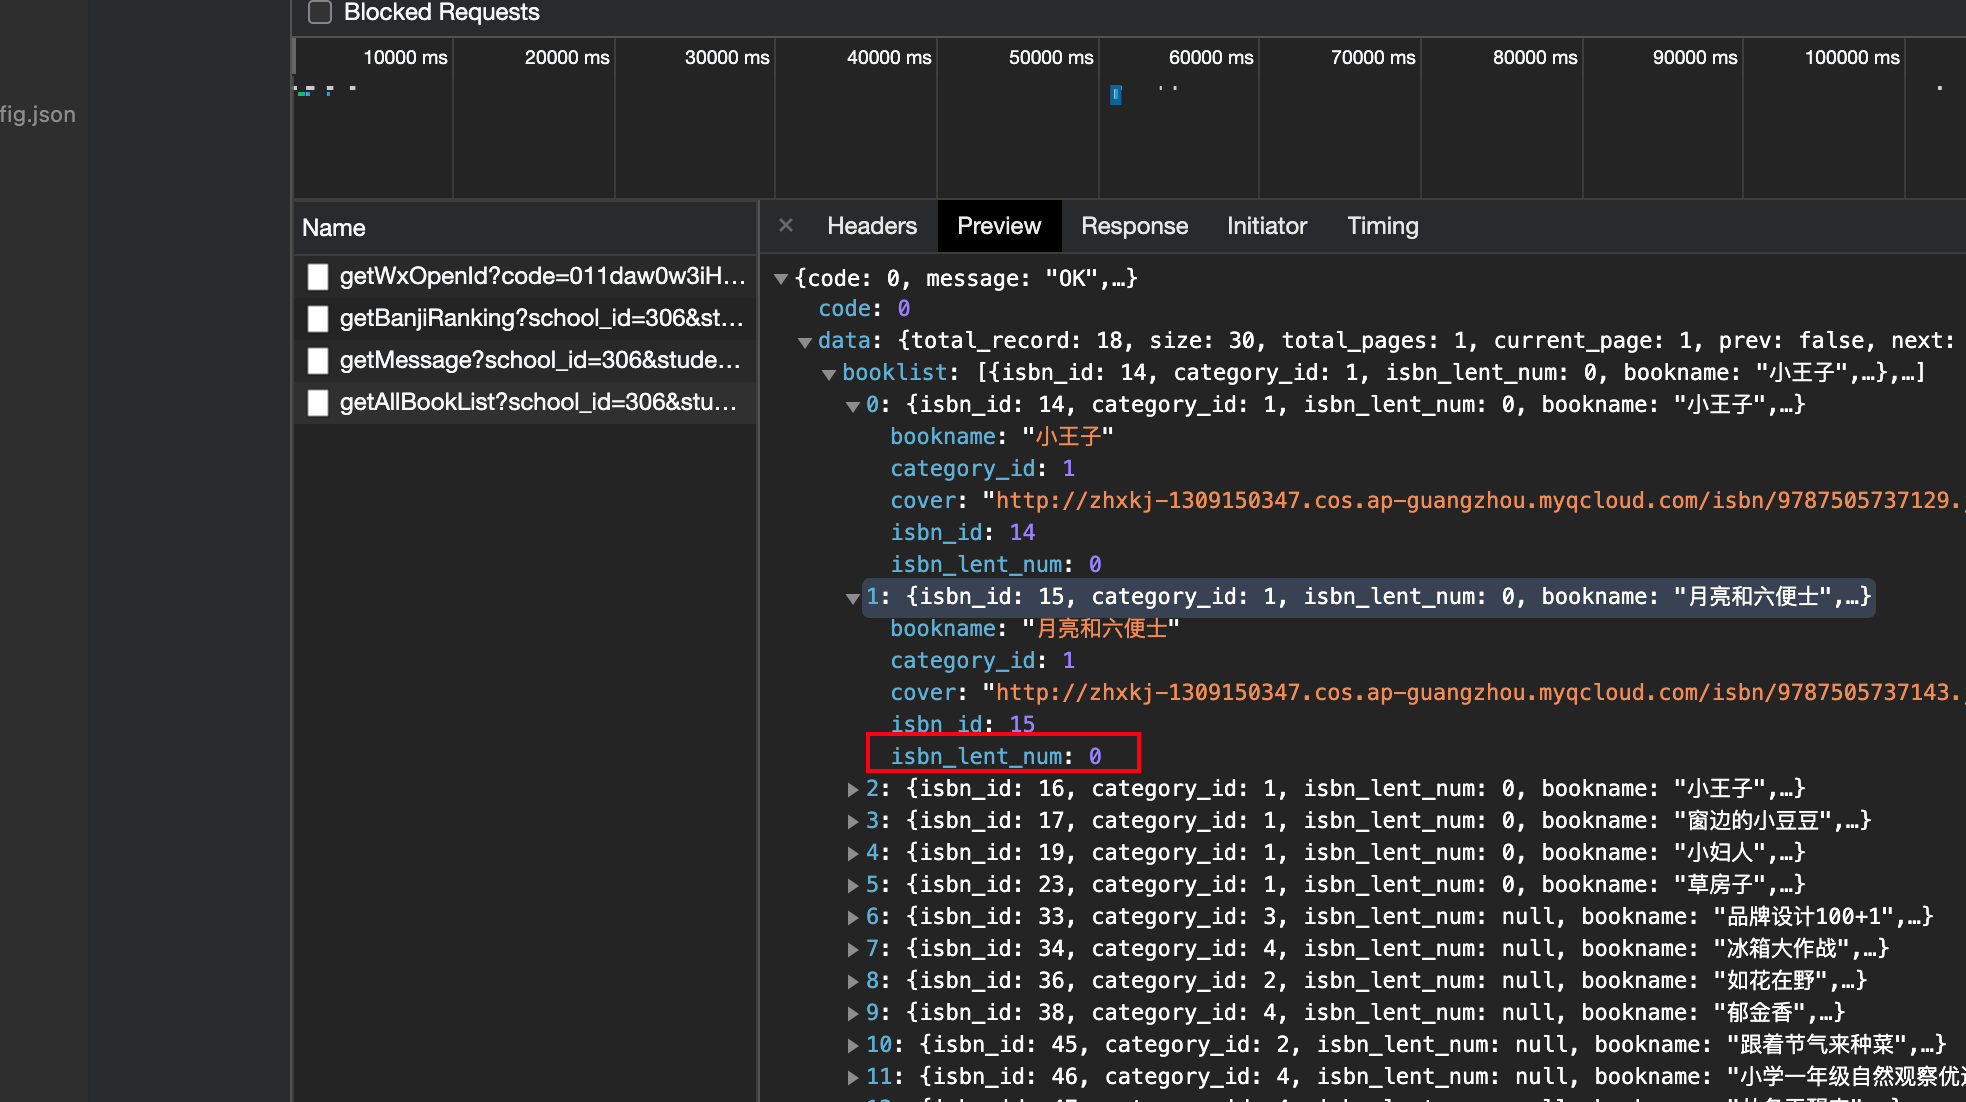 Blocked Requests
10000 ms 20000 ms 30000 ms 40000 ms 50000 ms 60000 ms 70000 ms 80000 ms 90000 ms 100000 ms
fig.json
Name
× Headers Preview Response Initiator Timing
getWxOpenId?code=011daw0w3iH…
getBanjiRanking?school_id=306&st…
getMessage?school_id=306&stude…
getAllBookList?school_id=306&stu…
{code: 0, message: "OK",…}
code: 0
data: {total_record: 18, size: 30, total_pages: 1, current_page: 1, prev: false, next:
booklist: [{isbn_id: 14, category_id: 1, isbn_lent_num: 0, bookname: "小王子",…},…]
0: {isbn_id: 14, category_id: 1, isbn_lent_num: 0, bookname: "小王子",…}
bookname: "小王子"
category_id: 1
cover: "http://zhxkj-1309150347.cos.ap-guangzhou.myqcloud.com/isbn/9787505737129.
isbn_id: 14
isbn_lent_num: 0
1: {isbn_id: 15, category_id: 1, isbn_lent_num: 0, bookname: "月亮和六便士",…}
bookname: "月亮和六便士"
category_id: 1
cover: "http://zhxkj-1309150347.cos.ap-guangzhou.myqcloud.com/isbn/9787505737143.
isbn_id: 15
isbn_lent_num: 0
2: {isbn_id: 16, category_id: 1, isbn_lent_num: 0, bookname: "小王子",…}
3: {isbn_id: 17, category_id: 1, isbn_lent_num: 0, bookname: "窗边的小豆豆",…}
4: {isbn_id: 19, category_id: 1, isbn_lent_num: 0, bookname: "小妇人",…}
5: {isbn_id: 23, category_id: 1, isbn_lent_num: 0, bookname: "草房子",…}
6: {isbn_id: 33, category_id: 3, isbn_lent_num: null, bookname: "品牌设计100+1",…}
7: {isbn_id: 34, category_id: 4, isbn_lent_num: null, bookname: "冰箱大作战",…}
8: {isbn_id: 36, category_id: 2, isbn_lent_num: null, bookname: "如花在野",…}
9: {isbn_id: 38, category_id: 4, isbn_lent_num: null, bookname: "郁金香",…}
10: {isbn_id: 45, category_id: 2, isbn_lent_num: null, bookname: "跟着节气来种菜",…}
11: {isbn_id: 46, category_id: 4, isbn_lent_num: null, bookname: "小学一年级自然观察优